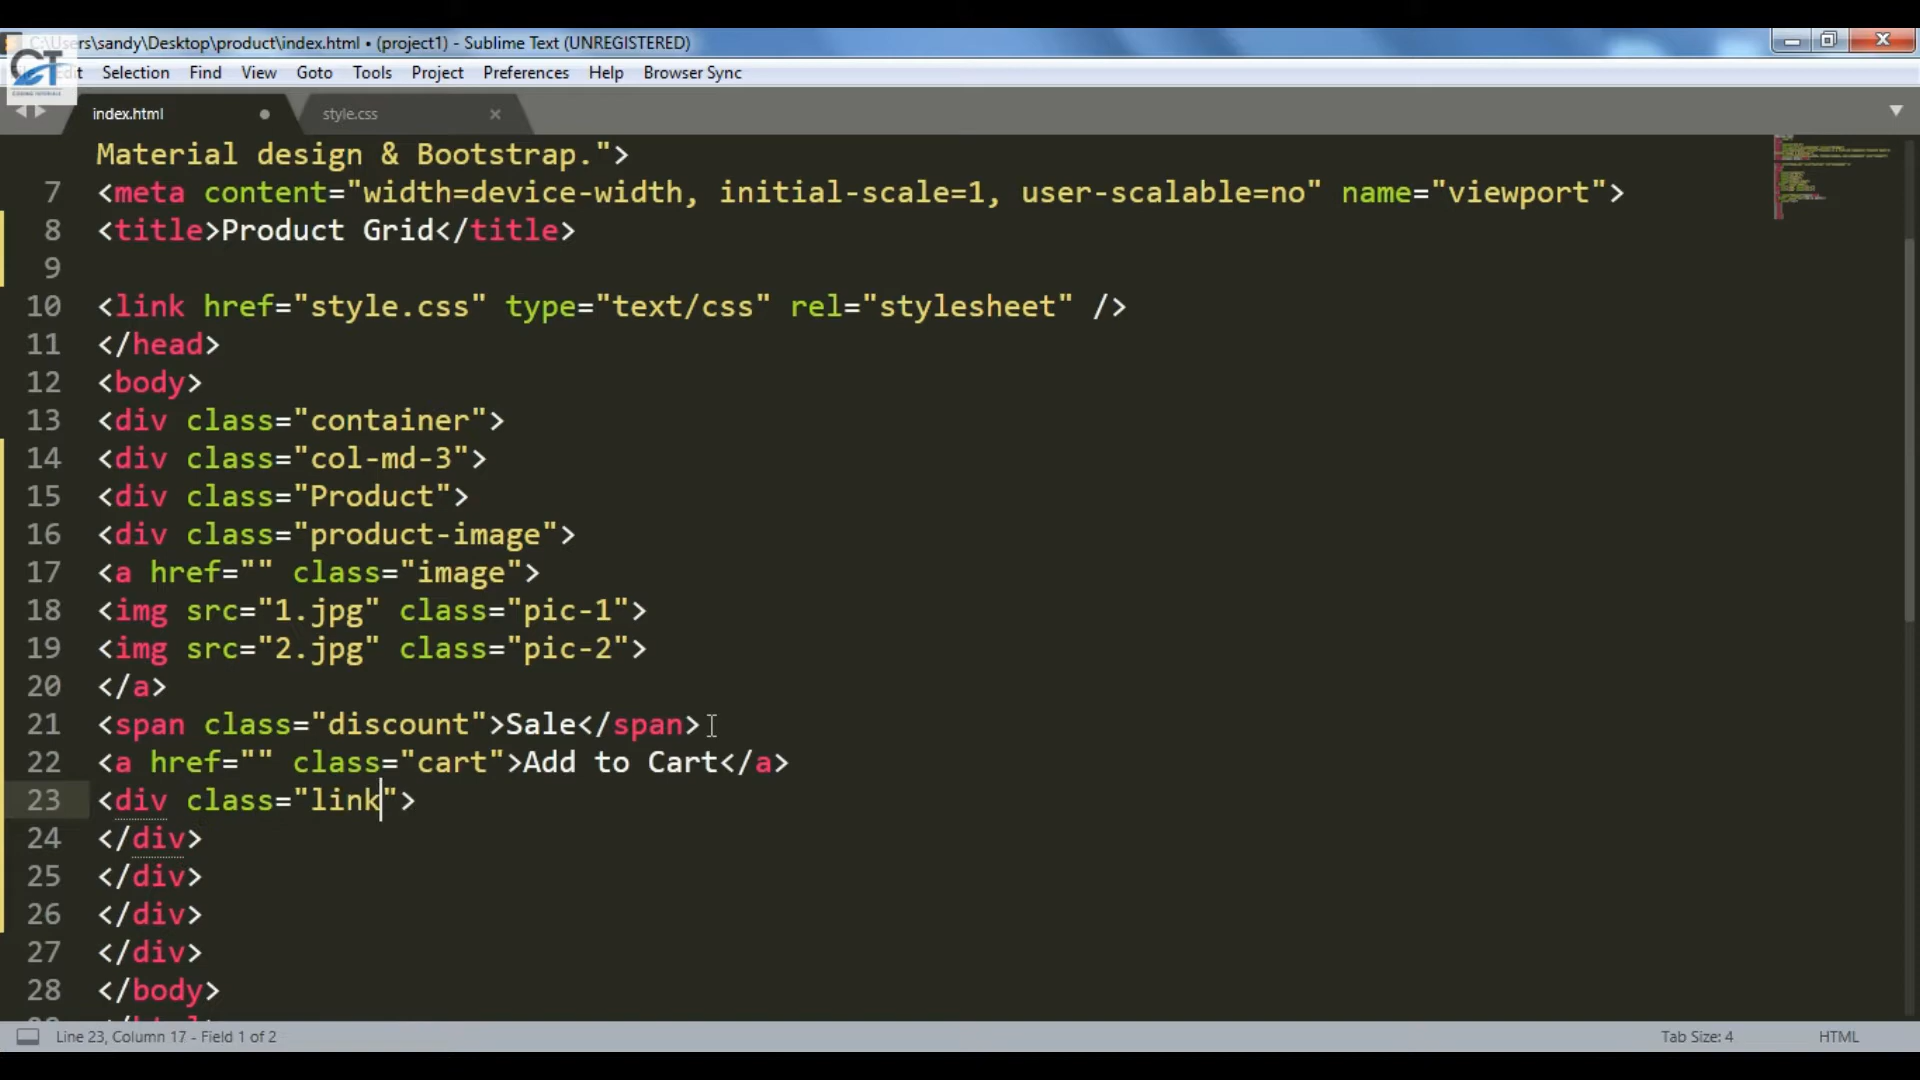 C:\Users\sandy\Desktop\product\index.html • (project1) - Sublime Text (UNREGISTERED)
Edit Selection Find View Goto Tools Project Preferences Help Browser Sync
CT
index.html style.css
Material design & Bootstrap.">
7 <meta content="width=device-width, initial-scale=1, user-scalable=no" name="viewport">
8 <title>Product Grid</title>
9
10 <link href="style.css" type="text/css" rel="stylesheet" />
11 </head>
12 <body>
13 <div class="container">
14 <div class="col-md-3">
15 <div class="Product">
16 <div class="product-image">
17 <a href="" class="image">
18 <img src="1.jpg" class="pic-1">
19 <img src="2.jpg" class="pic-2">
20 </a>
21 <span class="discount">Sale</span>
22 <a href="" class="cart">Add to Cart</a>
23 <div class="link">
24 </div>
25 </div>
26 </div>
27 </div>
28 </body>
Line 23, Column 17 - Field 1 of 2 Tab Size: 4 HTML